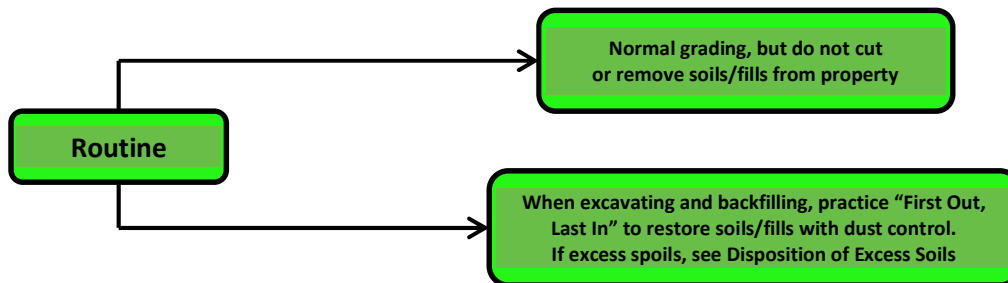 Normal grading, but do not cut
or remove soils/fills from property
Routine
When excavating and backfilling, practice “First Out,
Last In” to restore soils/fills with dust control.
If excess spoils, see Disposition of Excess Soils